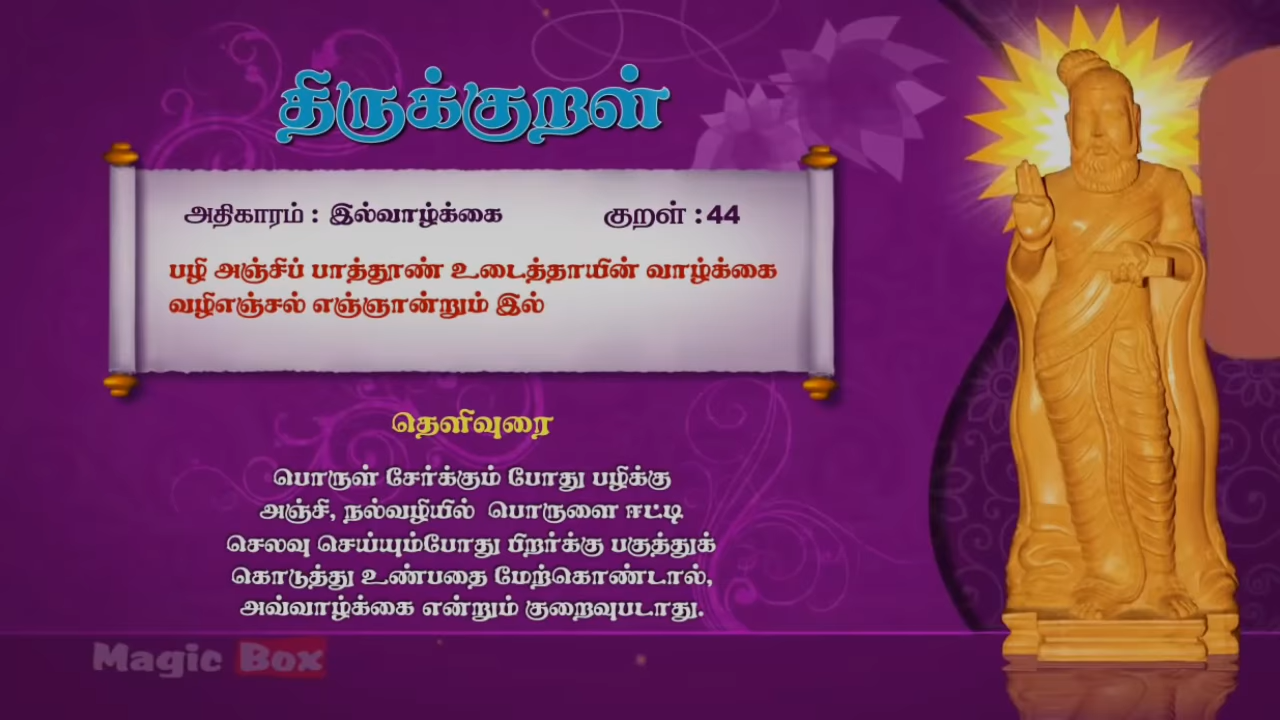 திருக்குறள்
அதிகாரம் : இல்வாழ்க்கை குறள் : 44
பழி அஞ்சிப் பாத்தூண் உடைத்தாயின் வாழ்க்கை
வழிஎஞ்சல் எஞ்ஞான்றும் இல்
தெளிவுரை
பொருள் சேர்க்கும் போது பழிக்கு
அஞ்சி, நல்வழியில் பொருளை ஈட்டி
செலவு செய்யும்போது பிறர்க்கு பகுத்துக்
கொடுத்து உண்பதை மேற்கொண்டால்,
அவ்வாழ்க்கை என்றும் குறைவுபடாது.
Magic Box